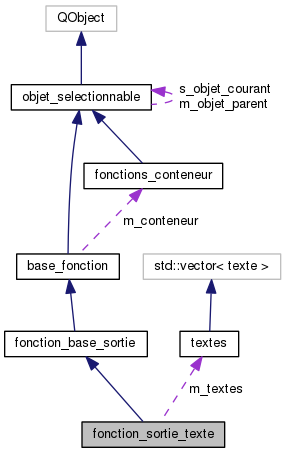 QObject
objet_selectionnable
s_objet_courant
m_objet_parent
fonctions_conteneur
m_conteneur
base_fonction
std::vector< texte >
fonction_base_sortie
textes
m_textes
fonction_sortie_texte